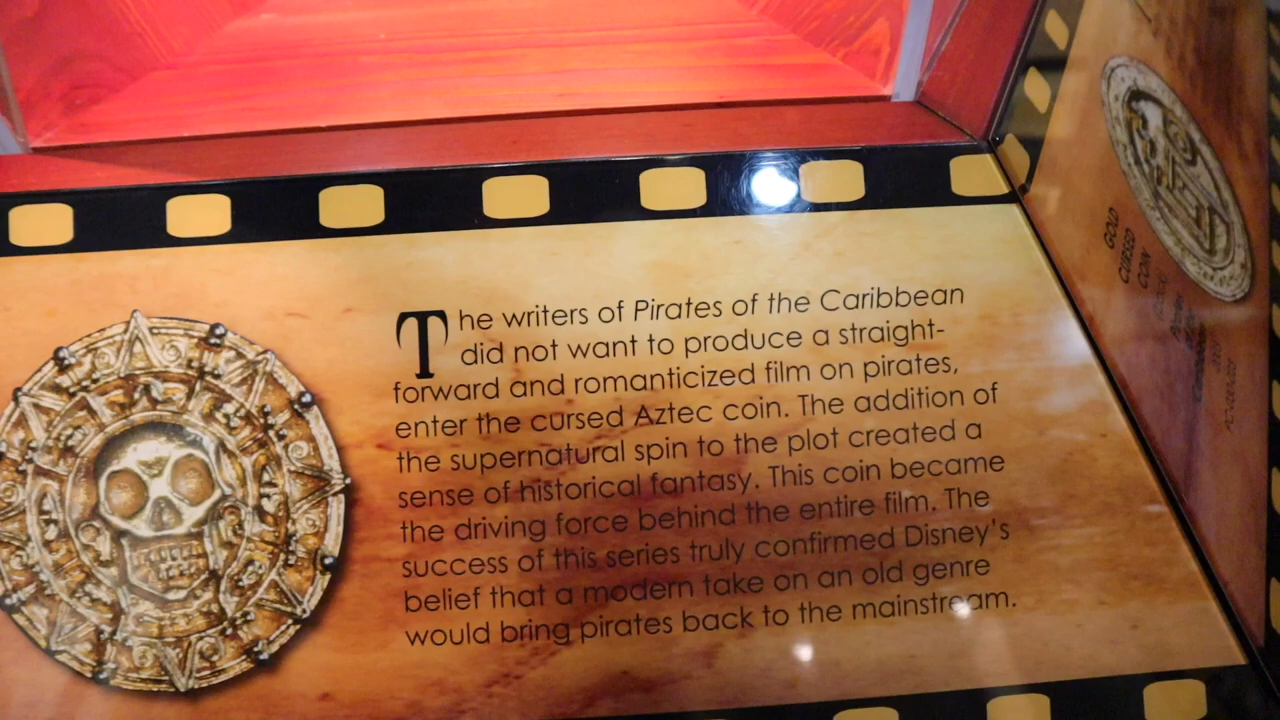 The writers of Pirates of the Caribbean
did not want to produce a straight-
forward and romanticized film on pirates,
enter the cursed Aztec coin. The addition of
the supernatural spin to the plot created a
sense of historical fantasy. This coin became
the driving force behind the entire film. The
success of this series truly confirmed Disney's
belief that a modern take on an old genre
would bring pirates back to the mainstream.
GOLD
CURSED
COIN